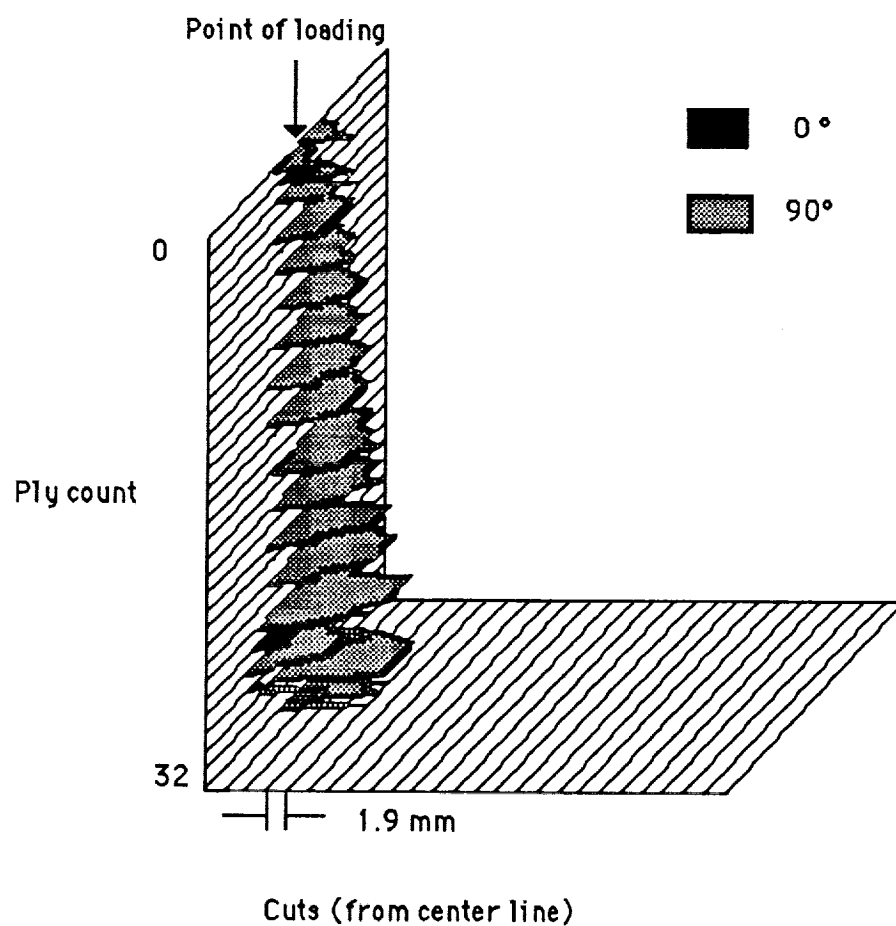 Point of loading
0°
90°
0
Ply count
32
1.9 mm
Cuts (from center line)